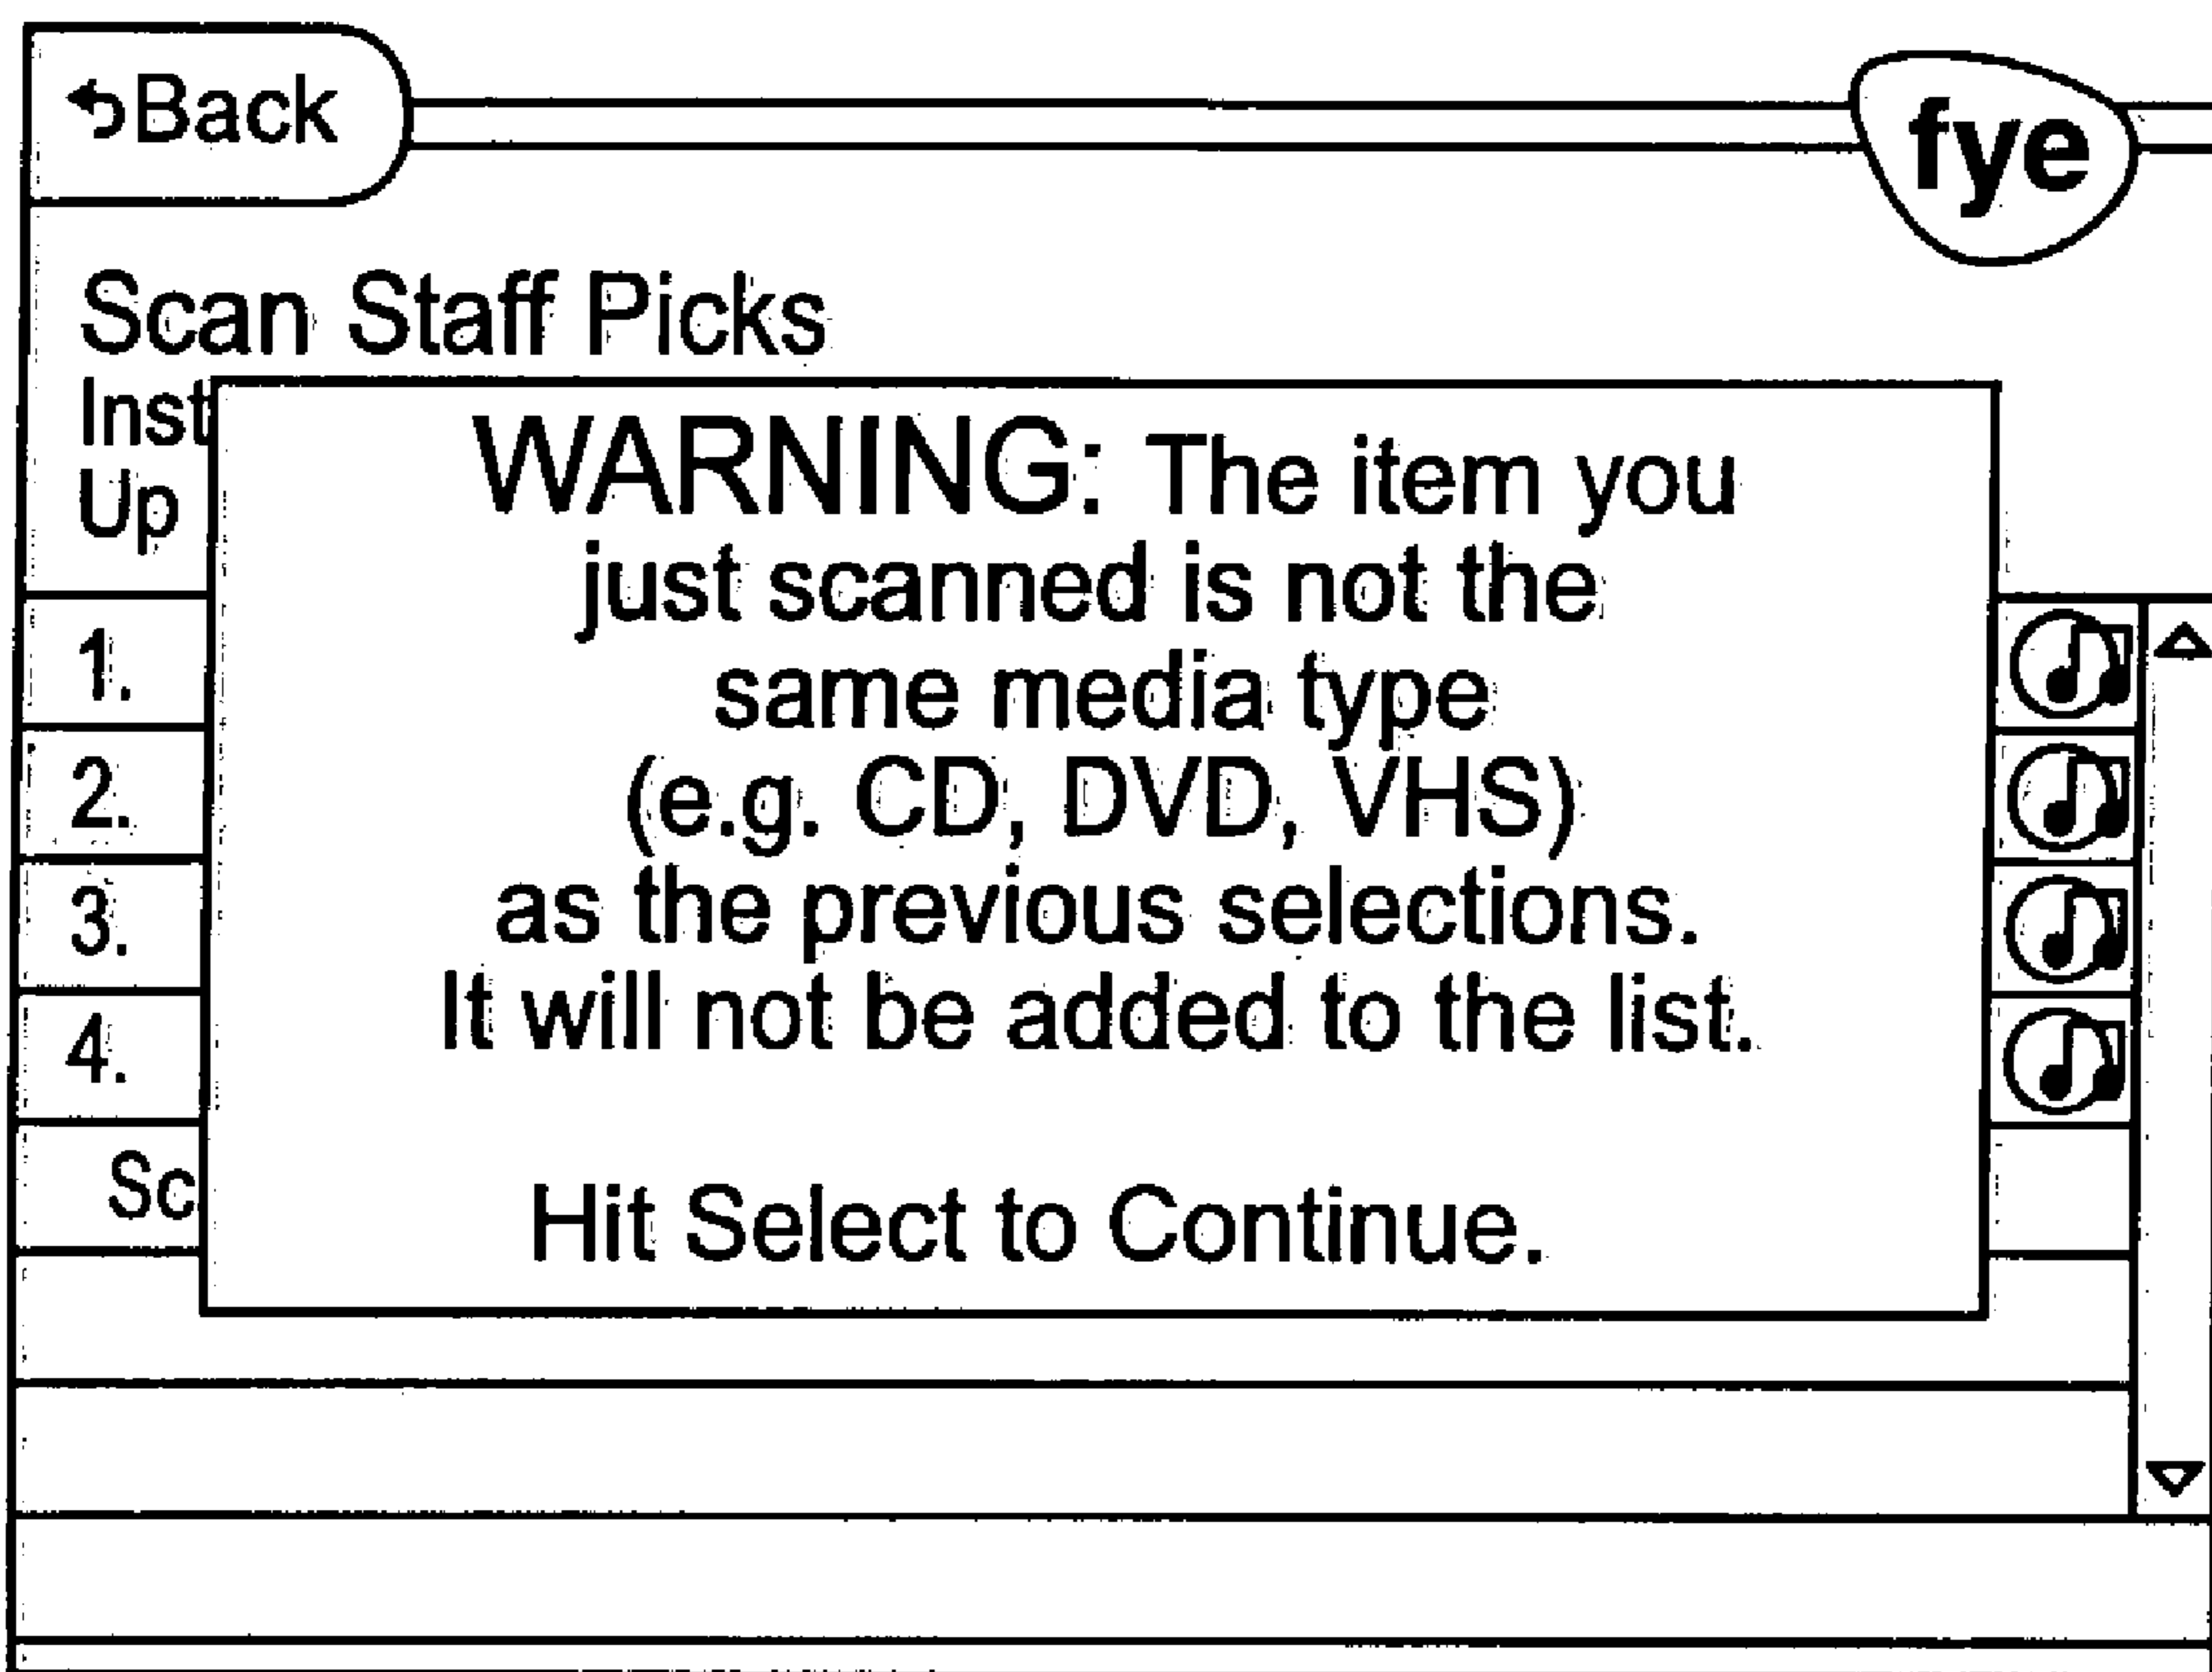 Back
fye
Scan Staff Picks
Inst
Up
WARNING: The item you
just scanned is not the
same media type
(e.g. CD, DVD, VHS)
as the previous selections.
It will not be added to the list.
Hit Select to Continue.
1.
2.
3.
4.
Sc